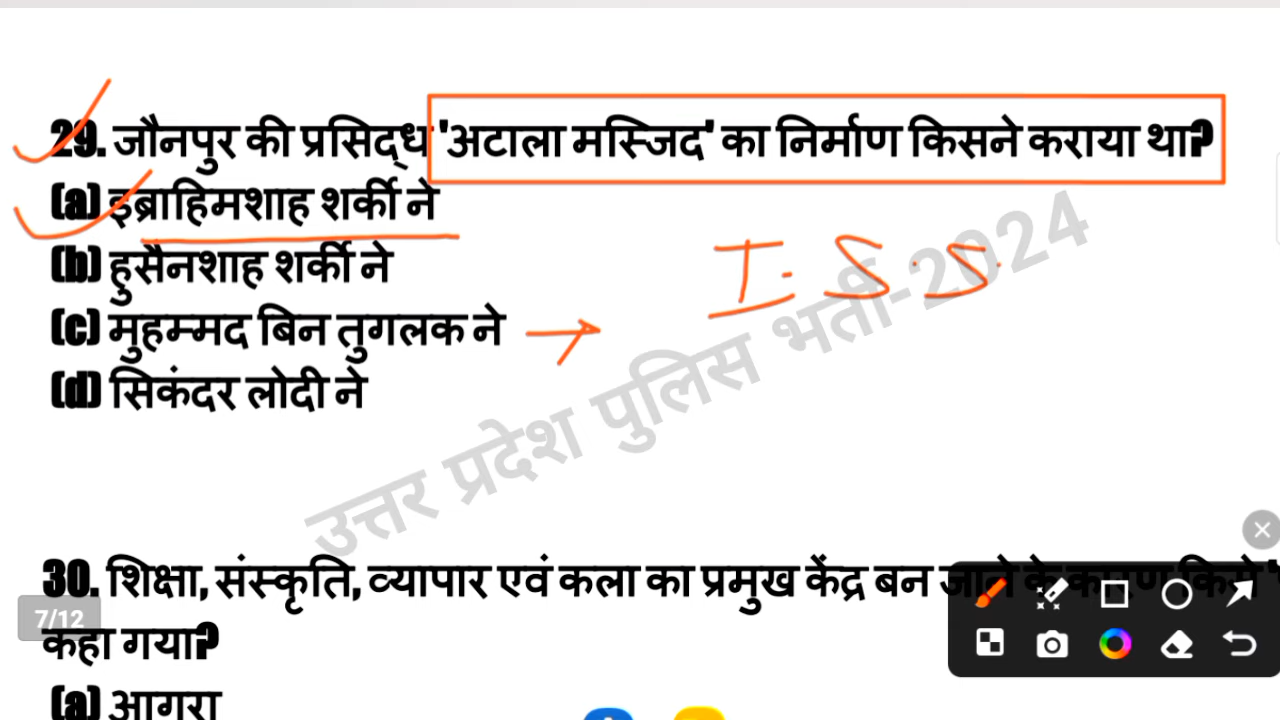 29. जौनपुर की प्रसिद्ध 'अटाला मस्जिद' का निर्माण किसने कराया था?
(a) इब्राहिमशाह शर्की ने
(b) हुसैनशाह शर्की ने
I. S. S.
(c) मुहम्मद बिन तुगलक ने
(d) सिकंदर लोदी ने
उत्तर प्रदेश पुलिस भर्ती-2024
30. शिक्षा, संस्कृति, व्यापार एवं कला का प्रमुख केंद्र बन जाने के कारण किसे '
7/12
कहा गया?
(a) आगरा